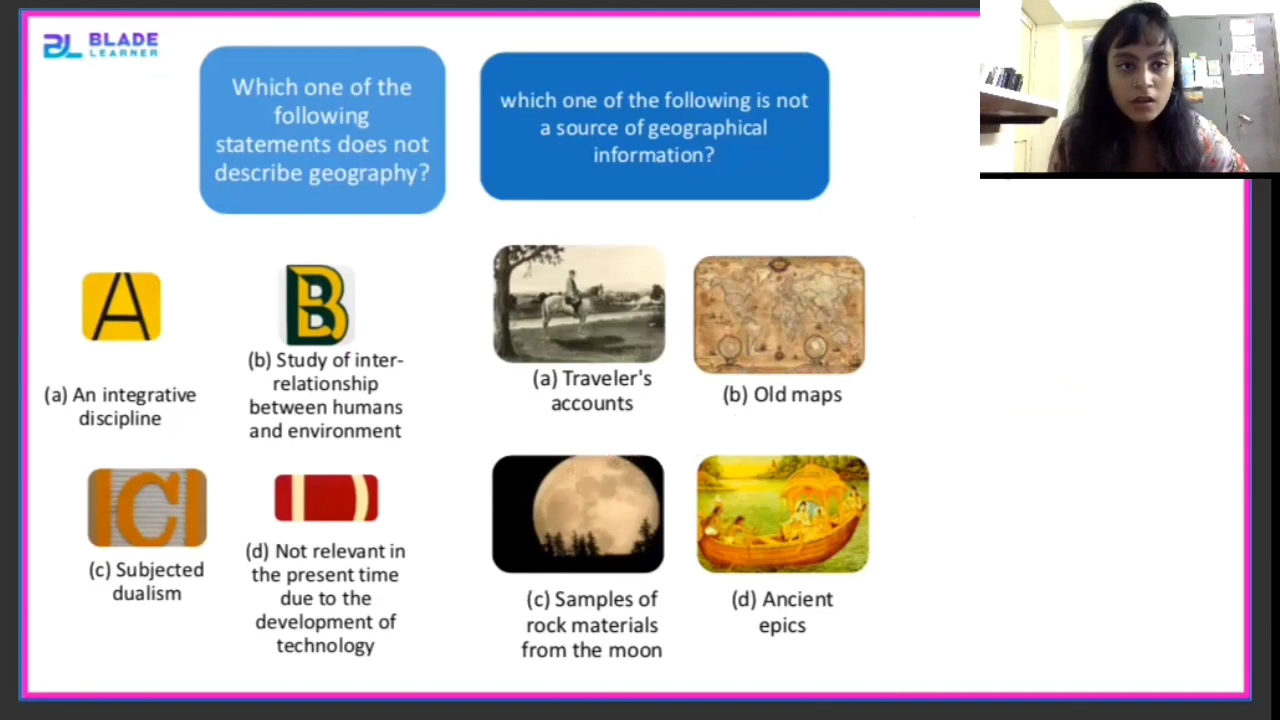 BLADE
LEARNER
Which one of the
following
statements does not
describe geography?
which one of the following is not
a source of geographical
information?
A
B
(a) An integrative
discipline
(b) Study of inter-
relationship
between humans
and environment
(a) Traveler's
accounts
(b) Old maps
C
(c) Subjected
dualism
(d) Not relevant in
the present time
due to the
development of
technology
(c) Samples of
rock materials
from the moon
(d) Ancient
epics